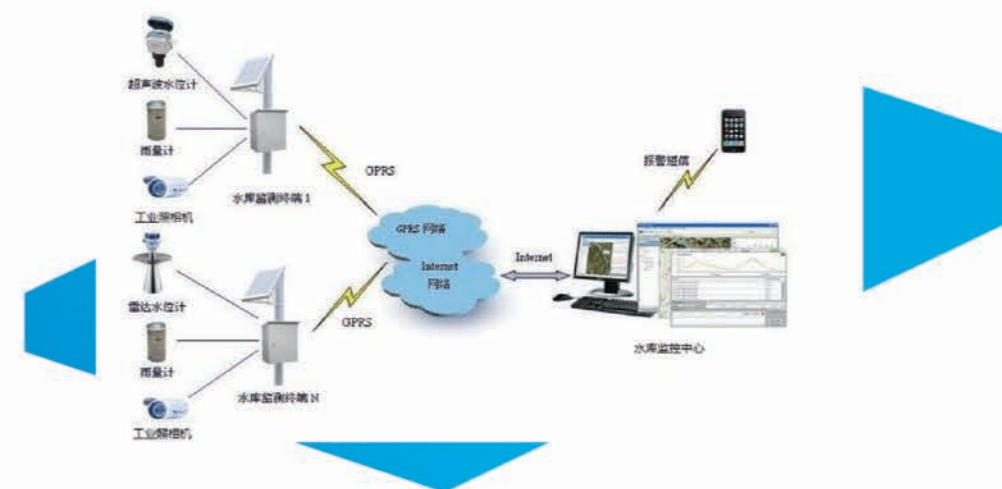 超声波水位计
雨量计
工业照相机
水库监测终端 1
GPRS
雷达水位计
雨量计
工业照相机
水库监测终端 N
GPRS
GPRS 网络
Internet
网络
Internet
报警短信
水库监控中心